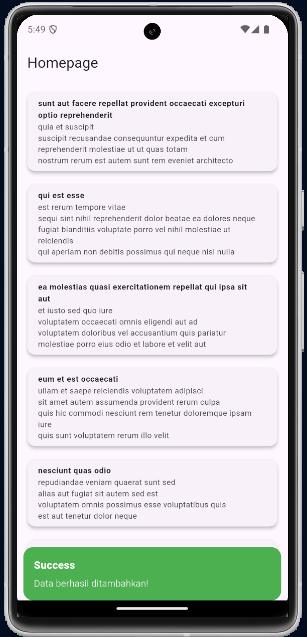 5:49
Homepage
sunt aut facere repellat provident occaecati excepturi
optio reprehenderit
quia et suscipit
suscipit recusandae consequuntur expedita et cum
reprehenderit molestiae ut ut quas totam
nostrum rerum est autem sunt rem eveniet architecto
qui est esse
est rerum tempore vitae
sequi sint nihil reprehenderit dolor beatae ea dolores neque
fugiat blanditiis voluptate porro vel nihil molestiae ut
reiciendis
qui aperiam non debitis possimus qui neque nisi nulla
ea molestias quasi exercitationem repellat qui ipsa sit
aut
et iusto sed quo iure
voluptatem occaecati omnis eligendi aut ad
voluptatem doloribus vel accusantium quis pariatur
molestiae porro eius odio et labore et velit aut
eum et est occaecati
ullam et saepe reiciendis voluptatem adipisci
sit amet autem assumenda provident rerum culpa
quis hic commodi nesciunt rem tenetur doloremque ipsam
iure
quis sunt voluptatem rerum illo velit
nesciunt quas odio
repudiandae veniam quaerat sunt sed
alias aut fugiat sit autem sed est
voluptatem omnis possimus esse voluptatibus quis
est aut tenetur dolor neque
Success
Data berhasil ditambahkan!